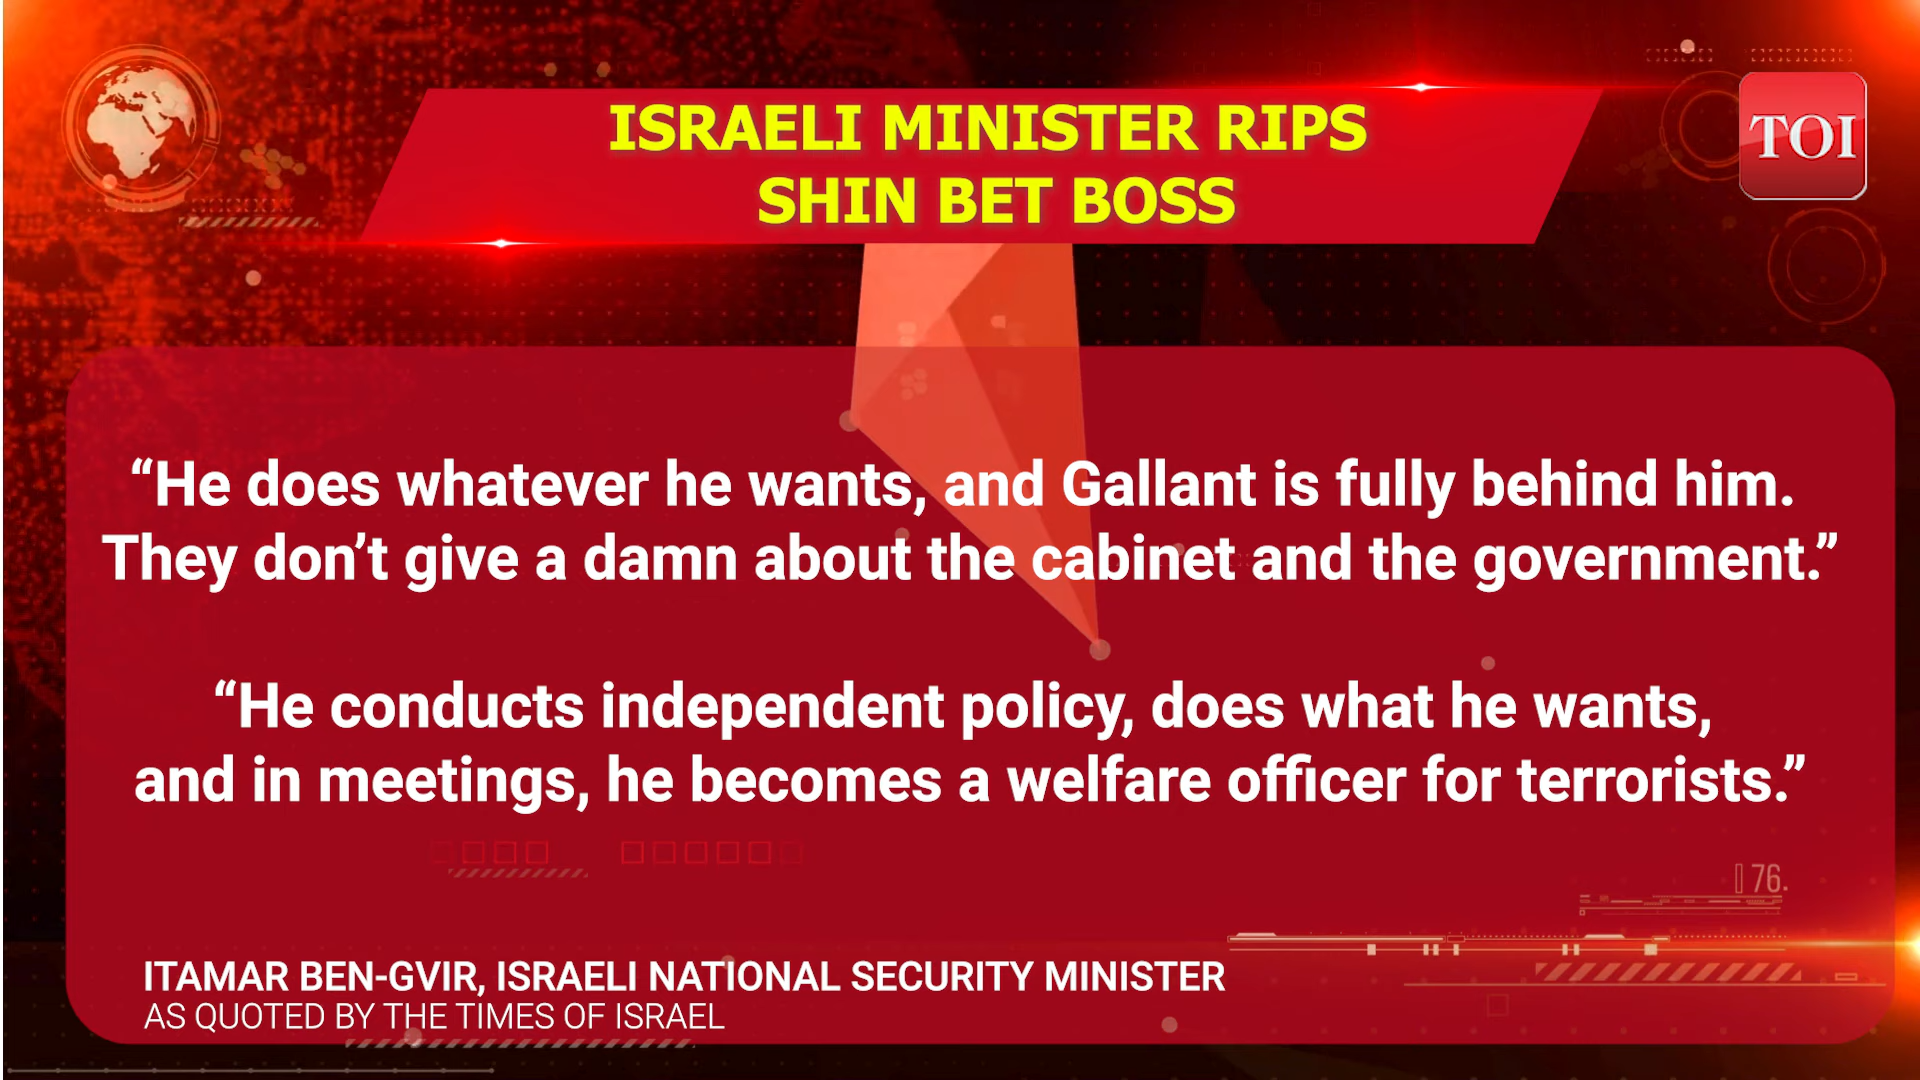 ISRAELI MINISTER RIPS
SHIN BET BOSS
TOI
“He does whatever he wants, and Gallant is fully behind him.
They don’t give a damn about the cabinet and the government.”
“He conducts independent policy, does what he wants,
and in meetings, he becomes a welfare officer for terrorists.”
76.
ITAMAR BEN-GVIR, ISRAELI NATIONAL SECURITY MINISTER
AS QUOTED BY THE TIMES OF ISRAEL